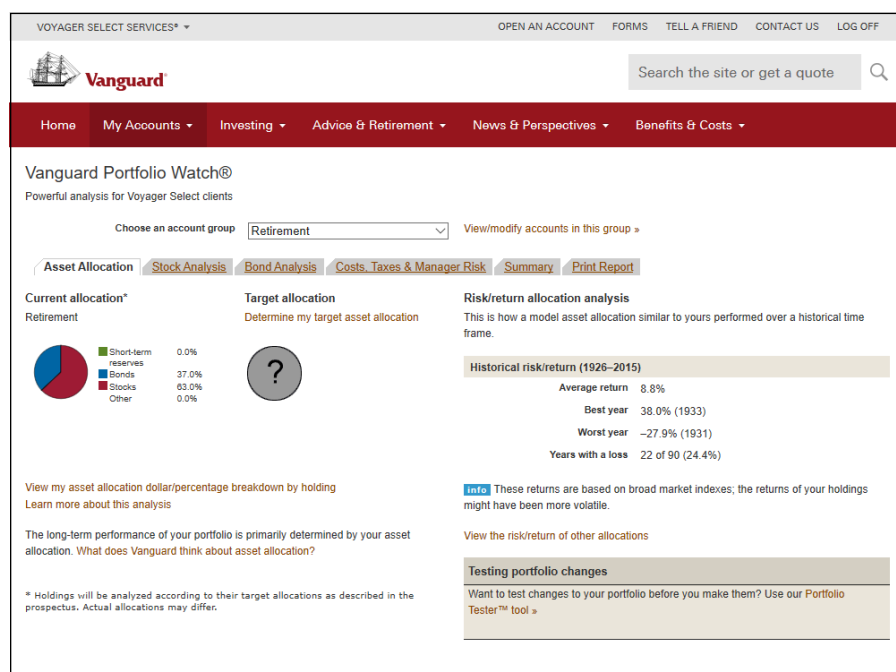 VOYAGER SELECT SERVICES®
OPEN AN ACCOUNT FORMS TELL A FRIEND CONTACT US LOG OFF
Vanguard®
Search the site or get a quote
Home My Accounts Investing Advice & Retirement News & Perspectives Benefits & Costs
Vanguard Portfolio Watch®
Powerful analysis for Voyager Select clients
Choose an account group Retirement View/modify accounts in this group »
Asset Allocation Stock Analysis Bond Analysis Costs, Taxes & Manager Risk Summary Print Report
Current allocation*
Retirement
Short-term reserves 0.0%
Bonds 37.0%
Stocks 63.0%
Other 0.0%
Target allocation
Determine my target asset allocation
?
View my asset allocation dollar/percentage breakdown by holding
Learn more about this analysis
The long-term performance of your portfolio is primarily determined by your asset
allocation. What does Vanguard think about asset allocation?
* Holdings will be analyzed according to their target allocations as described in the
prospectus. Actual allocations may differ.
Risk/return allocation analysis
This is how a model asset allocation similar to yours performed over a historical time
frame.
Historical risk/return (1926–2015)
Average return 8.8%
Best year 38.0% (1933)
Worst year –27.9% (1931)
Years with a loss 22 of 90 (24.4%)
info These returns are based on broad market indexes; the returns of your holdings
might have been more volatile.
View the risk/return of other allocations
Testing portfolio changes
Want to test changes to your portfolio before you make them? Use our Portfolio
Tester™ tool »